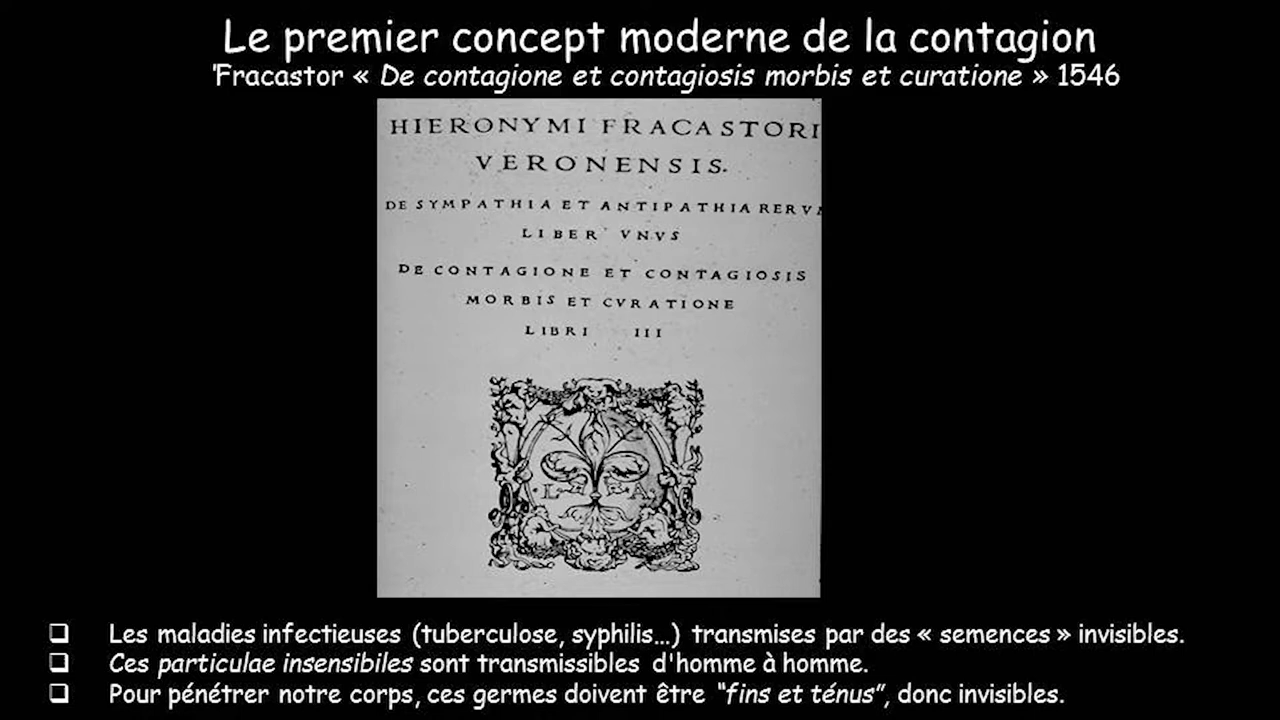 Le premier concept moderne de la contagion
'Fracastor « De contagione et contagiosis morbis et curatione » 1546
HIERONYMI FRACASTORI
VERONENSIS.
DE SYMPATHIA ET ANTIPATHIA RERV
LIBER VNVS
DE CONTAGIONE ET CONTAGIOSIS
MORBIS ET CVRATIONE
LIBRI III
Les maladies infectieuses (tuberculose, syphilis...) transmises par des « semences » invisibles.
Ces particulae insensibiles sont transmissibles d'homme à homme.
Pour pénétrer notre corps, ces germes doivent être “fins et ténus”, donc invisibles.